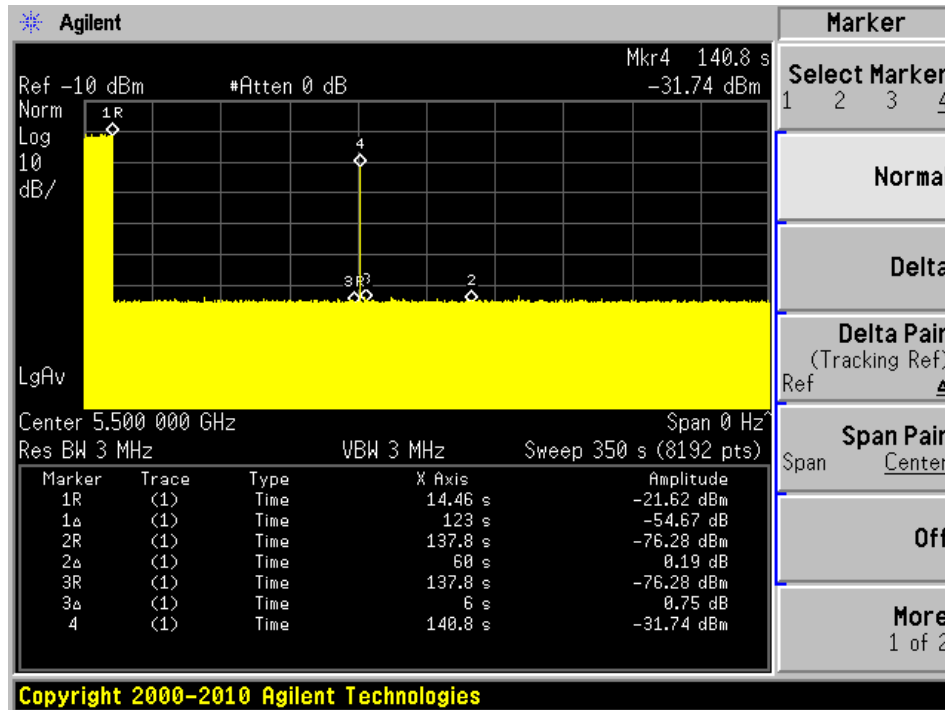 Agilent
Marker
Mkr4 140.8 s
Ref -10 dBm #Atten 0 dB -31.74 dBm
Norm
Log
10
dB/
1R
4
3R 3
2
LgAv
Center 5.500 000 GHz Span 0 Hz^
Res BW 3 MHz VBW 3 MHz Sweep 350 s (8192 pts)
Marker Trace Type X Axis Amplitude
1R (1) Time 14.46 s -21.62 dBm
1Δ (1) Time 123 s -54.67 dB
2R (1) Time 137.8 s -76.28 dBm
2Δ (1) Time 60 s 0.19 dB
3R (1) Time 137.8 s -76.28 dBm
3Δ (1) Time 6 s 0.75 dB
4 (1) Time 140.8 s -31.74 dBm
Select Marker
1 2 3 4
Normal
Delta
Delta Pair
(Tracking Ref)
Ref Δ
Span Pair
Span Center
Off
More
1 of 2
Copyright 2000-2010 Agilent Technologies